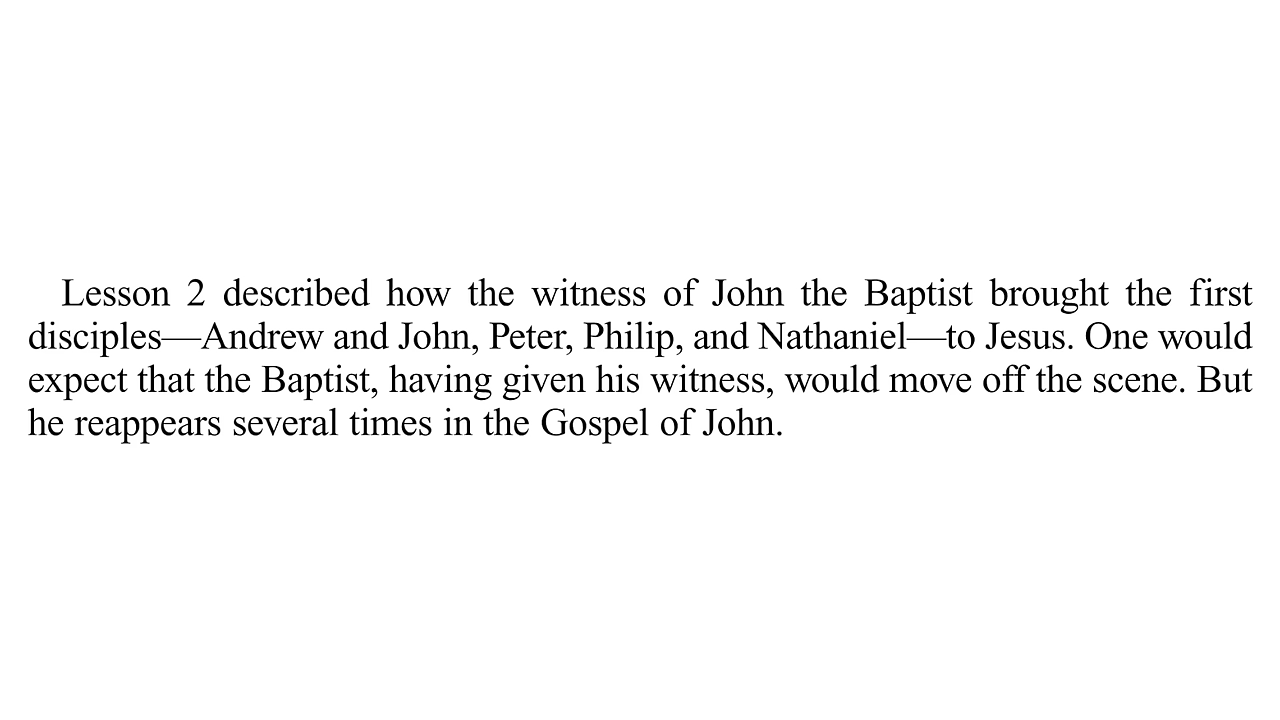 Lesson 2 described how the witness of John the Baptist brought the first
disciples—Andrew and John, Peter, Philip, and Nathaniel—to Jesus. One would
expect that the Baptist, having given his witness, would move off the scene. But
he reappears several times in the Gospel of John.